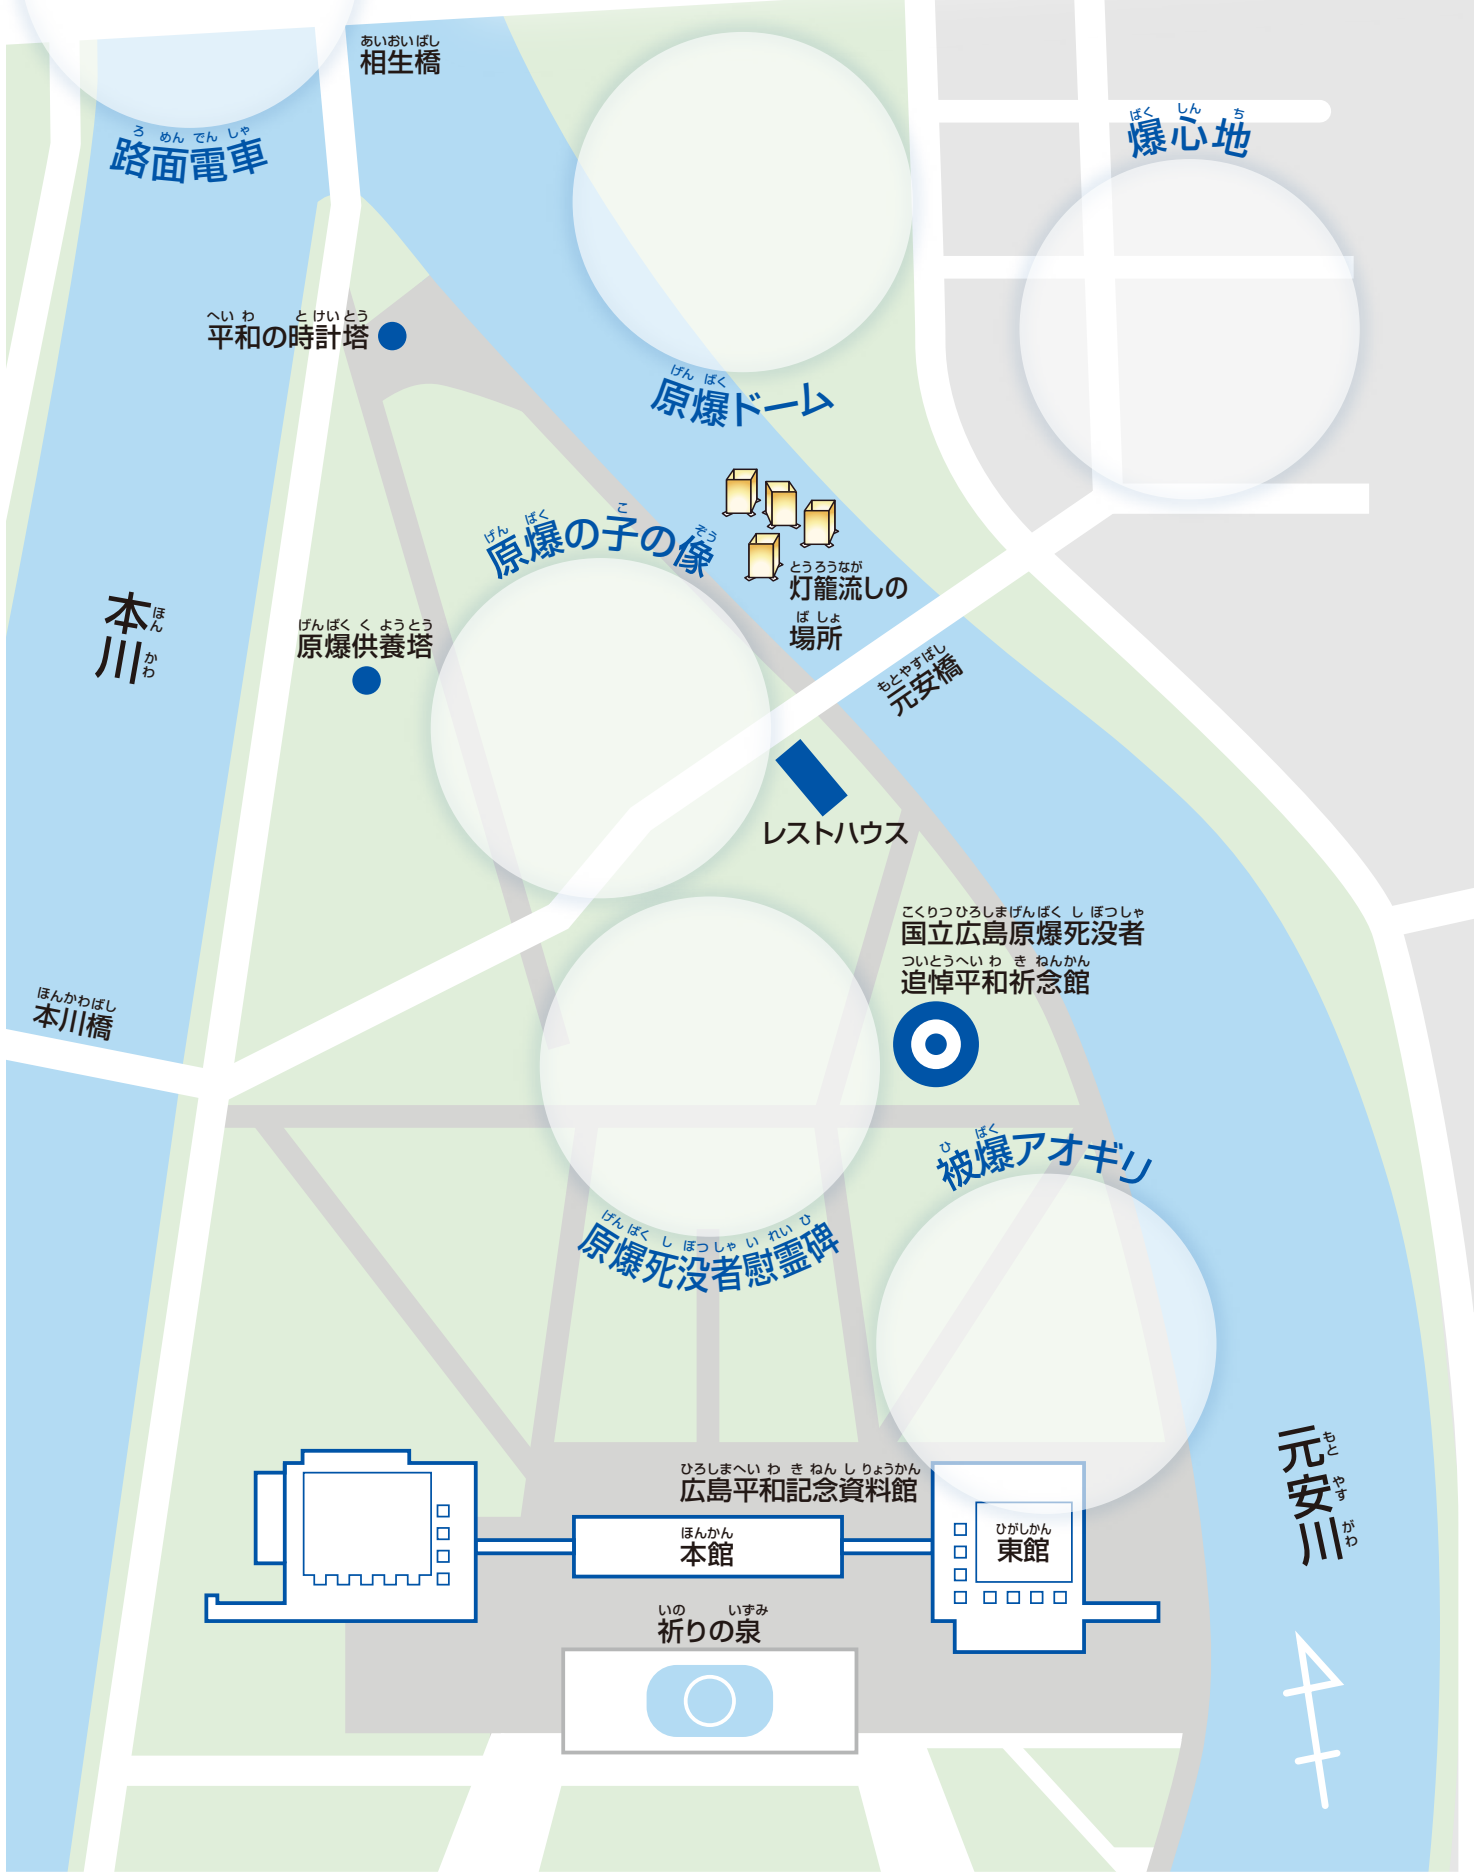 あいおいばし
相生橋
ろめんでんしゃ
路面電車
ばくしんち
爆心地
へいわ とけいとう
平和の時計塔
げんばく
原爆ドーム
げんばく こ ぞう
原爆の子の像
とうろうなが
灯籠流しの
ばしょ
場所
ほんかわ
本川
げんばくくようとう
原爆供養塔
もとやすばし
元安橋
レストハウス
こくりつひろしまげんばくしぼつしゃ
国立広島原爆死没者
ついとうへいわきねんかん
追悼平和祈念館
ほんかわばし
本川橋
ひばく
被爆アオギリ
げんばくしぼつしゃいれいひ
原爆死没者慰霊碑
ひろしまへいわきねんしりょうかん
広島平和記念資料館
ほんかん
本館
ひがしかん
東館
もとやすがわ
元安川
いの いずみ
祈りの泉